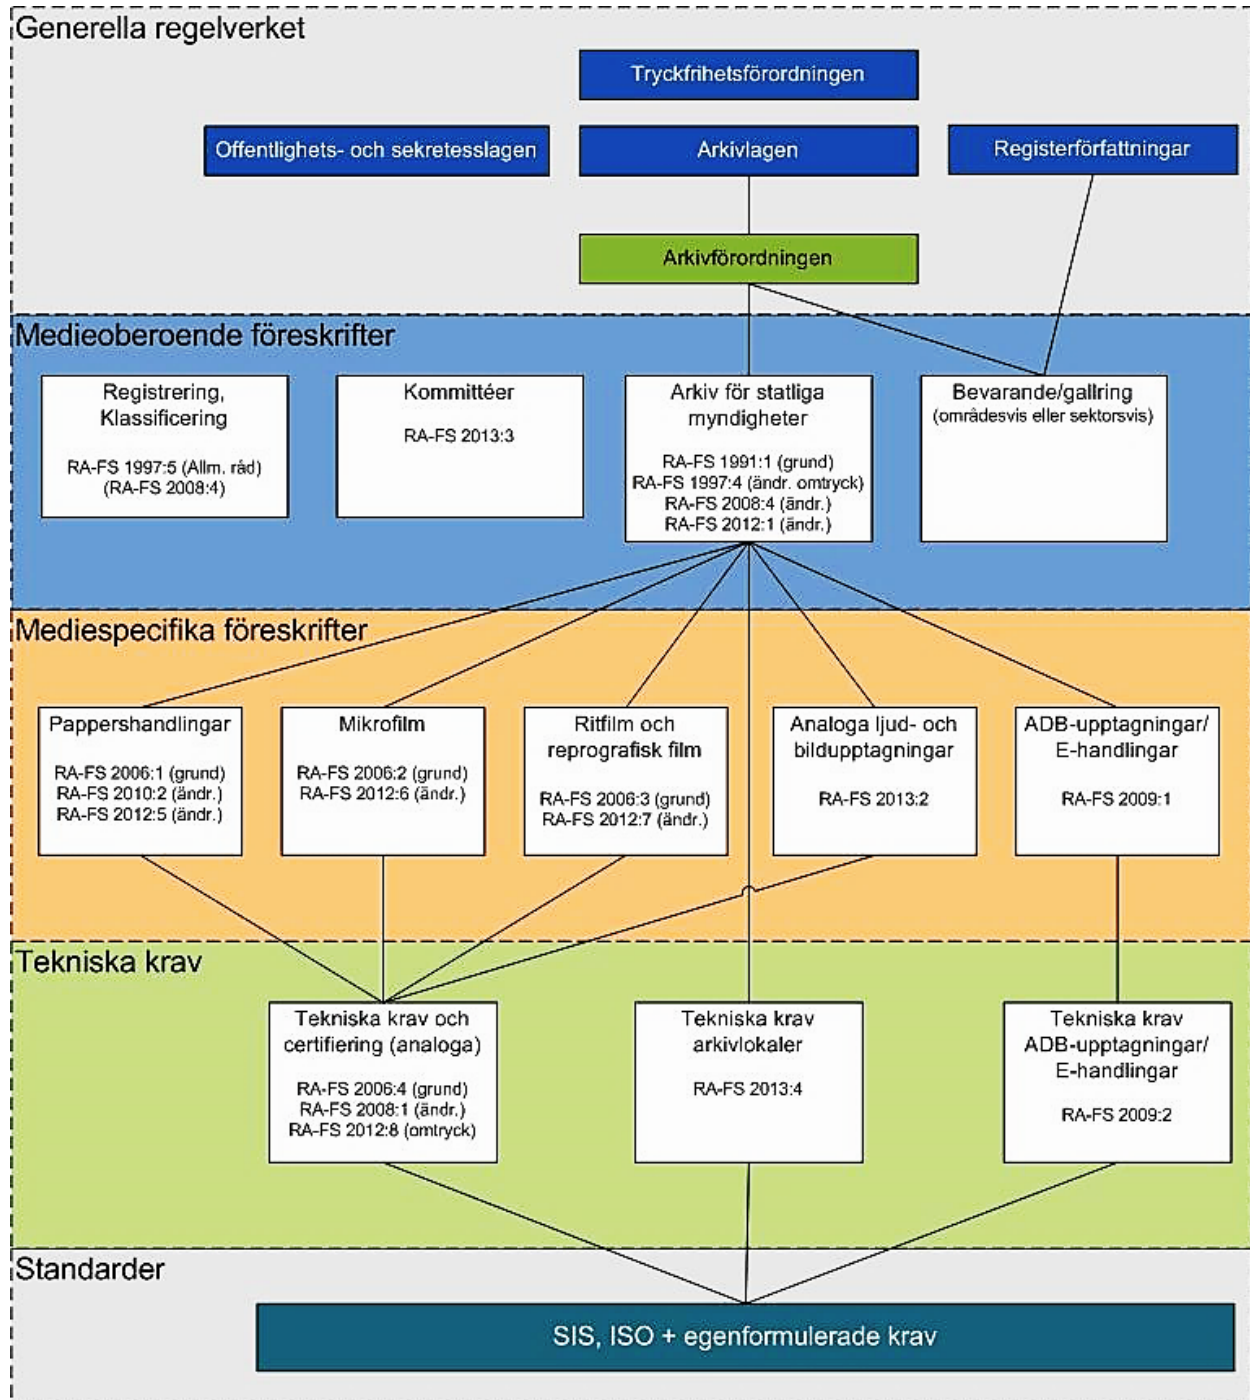 Generella regelverket
Tryckfrihetsförordningen
Offentlighets- och sekretesslagen
Arkivlagen
Registerförfattningar
Arkivförordningen
Medieoberoende föreskrifter
Registrering,
Klassificering
RA-FS 1997:5 (Allm. råd)
(RA-FS 2008:4)
Kommittéer
RA-FS 2013:3
Arkiv för statliga
myndigheter
RA-FS 1991:1 (grund)
RA-FS 1997:4 (ändr. omtryck)
RA-FS 2008:4 (ändr.)
RA-FS 2012:1 (ändr.)
Bevarande/gallring
(områdesvis eller sektorsvis)
Mediespecifika föreskrifter
Pappershandlingar
RA-FS 2006:1 (grund)
RA-FS 2010:2 (ändr.)
RA-FS 2012:5 (ändr.)
Mikrofilm
RA-FS 2006:2 (grund)
RA-FS 2012:6 (ändr.)
Ritfilm och
reprografisk film
RA-FS 2006:3 (grund)
RA-FS 2012:7 (ändr.)
Analoga ljud- och
bildupptagningar
RA-FS 2013:2
ADB-upptagningar/
E-handlingar
RA-FS 2009:1
Tekniska krav
Tekniska krav och
certifiering (analoga)
RA-FS 2006:4 (grund)
RA-FS 2008:1 (ändr.)
RA-FS 2012:8 (omtryck)
Tekniska krav
arkivlokaler
RA-FS 2013:4
Tekniska krav
ADB-upptagningar/
E-handlingar
RA-FS 2009:2
Standarder
SIS, ISO + egenformulerade krav